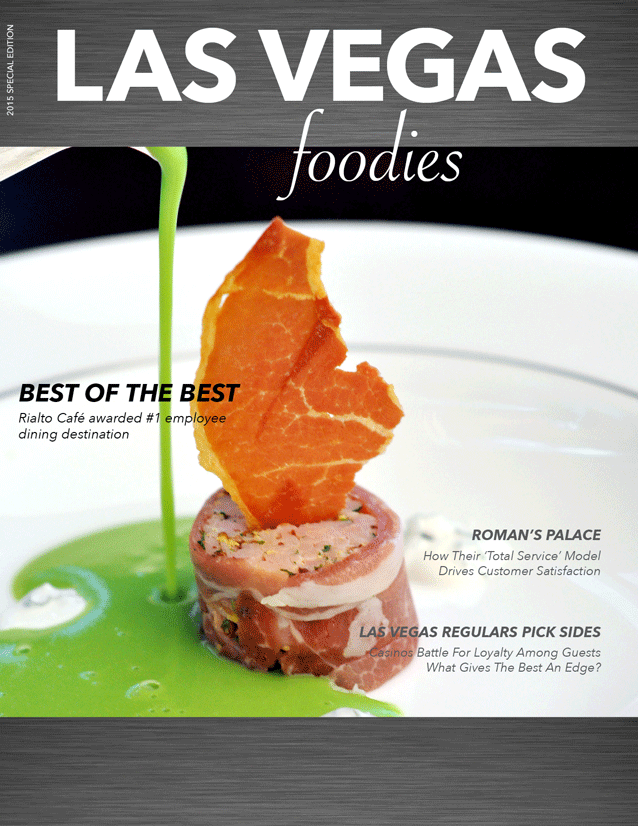 2015 SPECIAL EDITION
LAS VEGAS
foodies
BEST OF THE BEST
Rialto Café awarded #1 employee
dining destination
ROMAN'S PALACE
How Their 'Total Service' Model
Drives Customer Satisfaction
LAS VEGAS REGULARS PICK SIDES
Casinos Battle For Loyalty Among Guests
What Gives The Best An Edge?